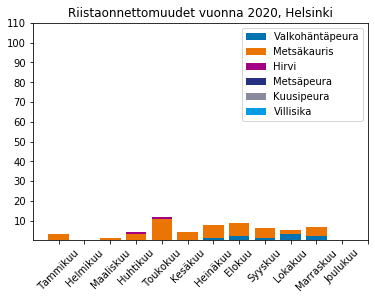 Riistaonnettomuudet vuonna 2020, Helsinki
110
100
90
80
70
60
50
40
30
20
10
Valkohäntäpeura
Metsäkauris
Hirvi
Metsäpeura
Kuusipeura
Villisika
Tammikuu
Helmikuu
Maaliskuu
Huhtikuu
Toukokuu
Kesäkuu
Heinäkuu
Elokuu
Syyskuu
Lokakuu
Marraskuu
Joulukuu